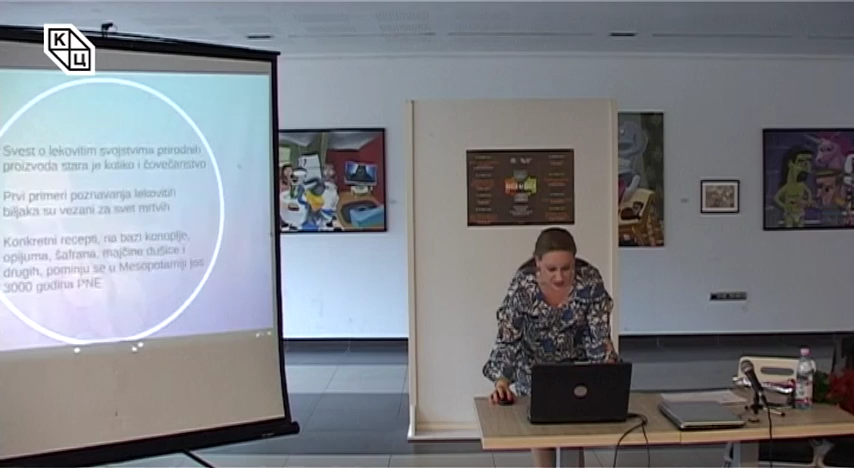 К
Ц
Svest o lekovitim svojstvima prirodnih
proizvoda stara je koliko i čovečanstvo
Prvi primeri poznavanja lekovitih
biljaka su vezani za svet mrtvih
Konkretni recepti, na bazi konoplje,
opijuma, šafrana, majčine dušice i
drugih, pominju se u Mesopotamiji još
3000 godina PNE